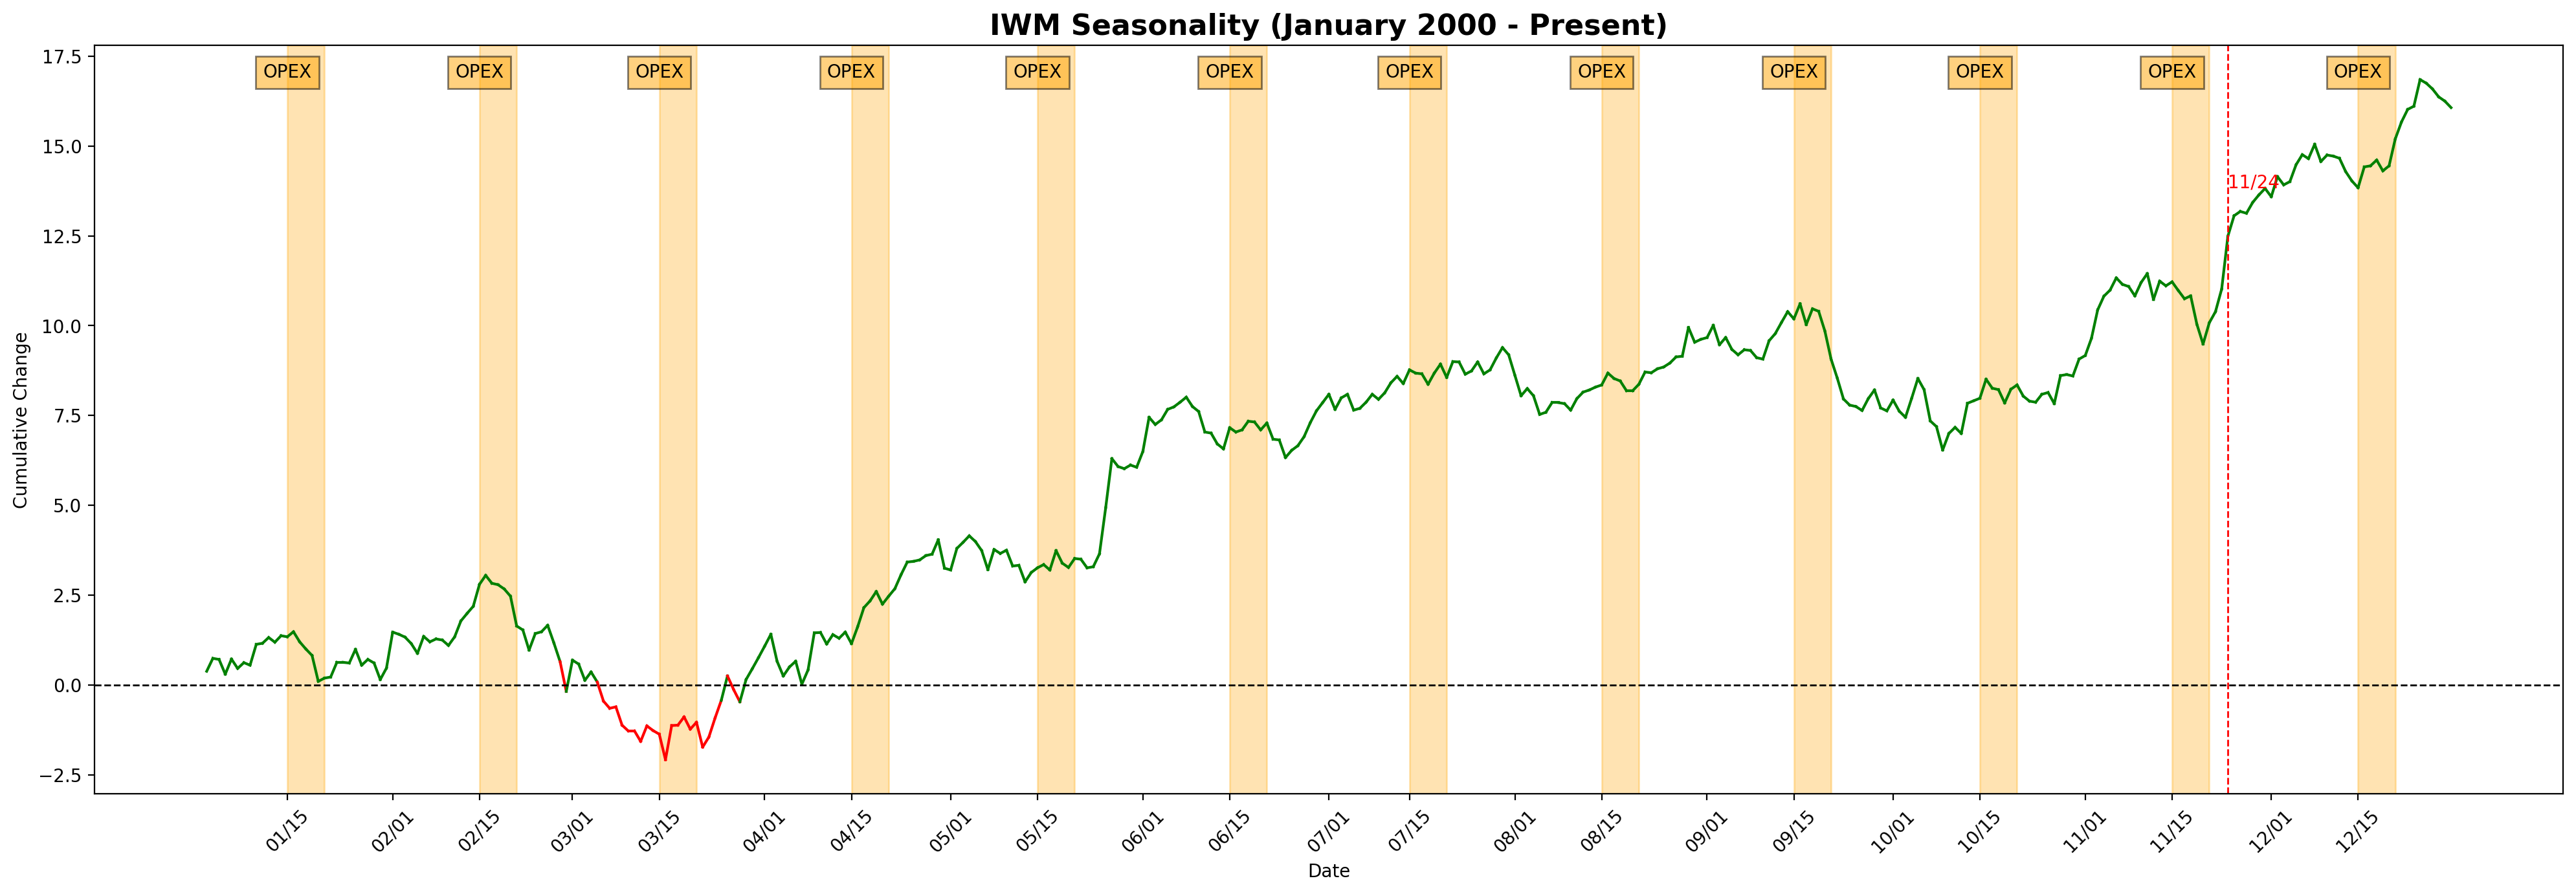 IWM Seasonality (January 2000 - Present)
17.5
15.0
12.5
10.0
7.5
5.0
2.5
0.0
−2.5
Cumulative Change
OPEX
OPEX
OPEX
OPEX
OPEX
OPEX
OPEX
OPEX
OPEX
OPEX
OPEX
OPEX
11/24
01/15
02/01
02/15
03/01
03/15
04/01
04/15
05/01
05/15
06/01
06/15
07/01
07/15
08/01
08/15
09/01
09/15
10/01
10/15
11/01
11/15
12/01
12/15
Date